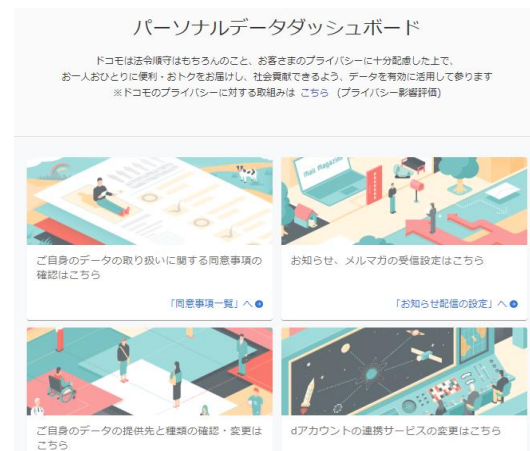 パーソナルデータダッシュボード
ドコモは法令順守はもちろんのこと、お客さまのプライバシーに十分配慮した上で、
お一人おひとりに便利・おトクをお届けし、社会貢献できるよう、データを有効に活用して参ります
※ドコモのプライバシーに対する取組みは こちら (プライバシー影響評価)
Mail Magazine
ご自身のデータの取り扱いに関する同意事項の
確認はこちら
「同意事項一覧」へ
お知らせ、メルマガの受信設定はこちら
「お知らせ配信の設定」へ
ご自身のデータの提供先と種類の確認・変更は
こちら
dアカウントの連携サービスの変更はこちら